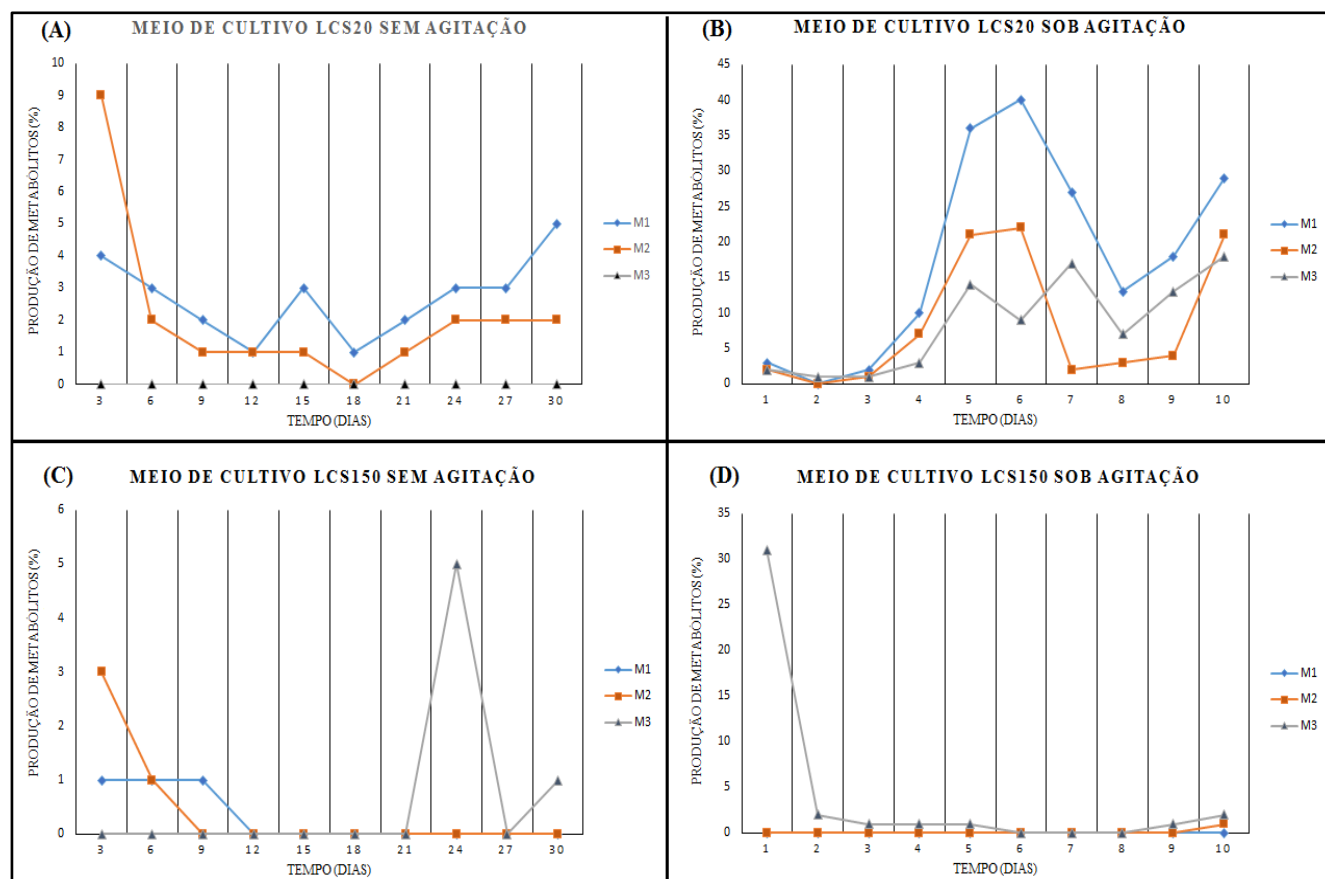 (A)
MEIO DE CULTIVO LCS20 SEM AGITAÇÃO
PRODUÇÃO DE METABÓLITOS (%)
10
9
8
7
6
5
4
3
2
1
0
3 6 9 12 15 18 21 24 27 30
TEMPO (DIAS)
M1
M2
M3
(B)
MEIO DE CULTIVO LCS20 SOB AGITAÇÃO
PRODUÇÃO DE METABÓLITOS (%)
45
40
35
30
25
20
15
10
5
0
1 2 3 4 5 6 7 8 9 10
TEMPO (DIAS)
M1
M2
M3
(C)
MEIO DE CULTIVO LCS150 SEM AGITAÇÃO
PRODUÇÃO DE METABÓLITOS (%)
6
5
4
3
2
1
0
3 6 9 12 15 18 21 24 27 30
TEMPO (DIAS)
M1
M2
M3
(D)
MEIO DE CULTIVO LCS150 SOB AGITAÇÃO
PRODUÇÃO DE METABÓLITOS (%)
35
30
25
20
15
10
5
0
1 2 3 4 5 6 7 8 9 10
TEMPO (DIAS)
M1
M2
M3